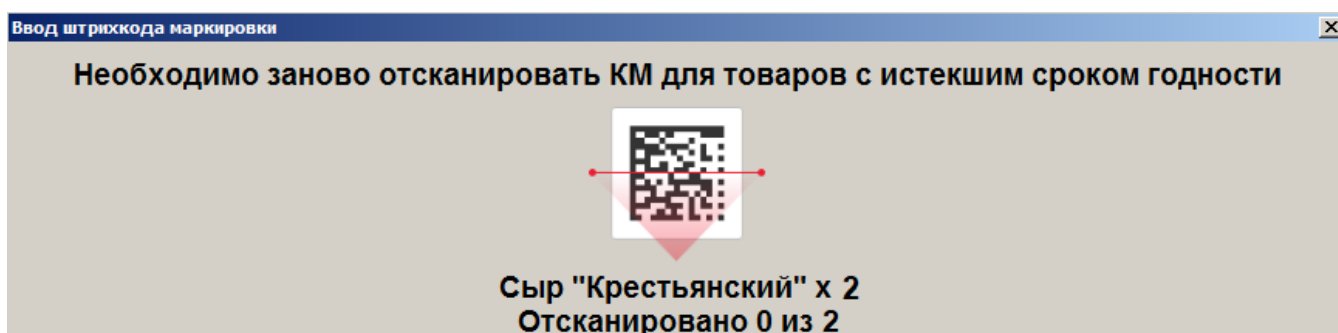 Ввод штрихкода маркировки
Необходимо заново отсканировать КМ для товаров с истекшим сроком годности
Сыр "Крестьянский" x 2
Отсканировано 0 из 2